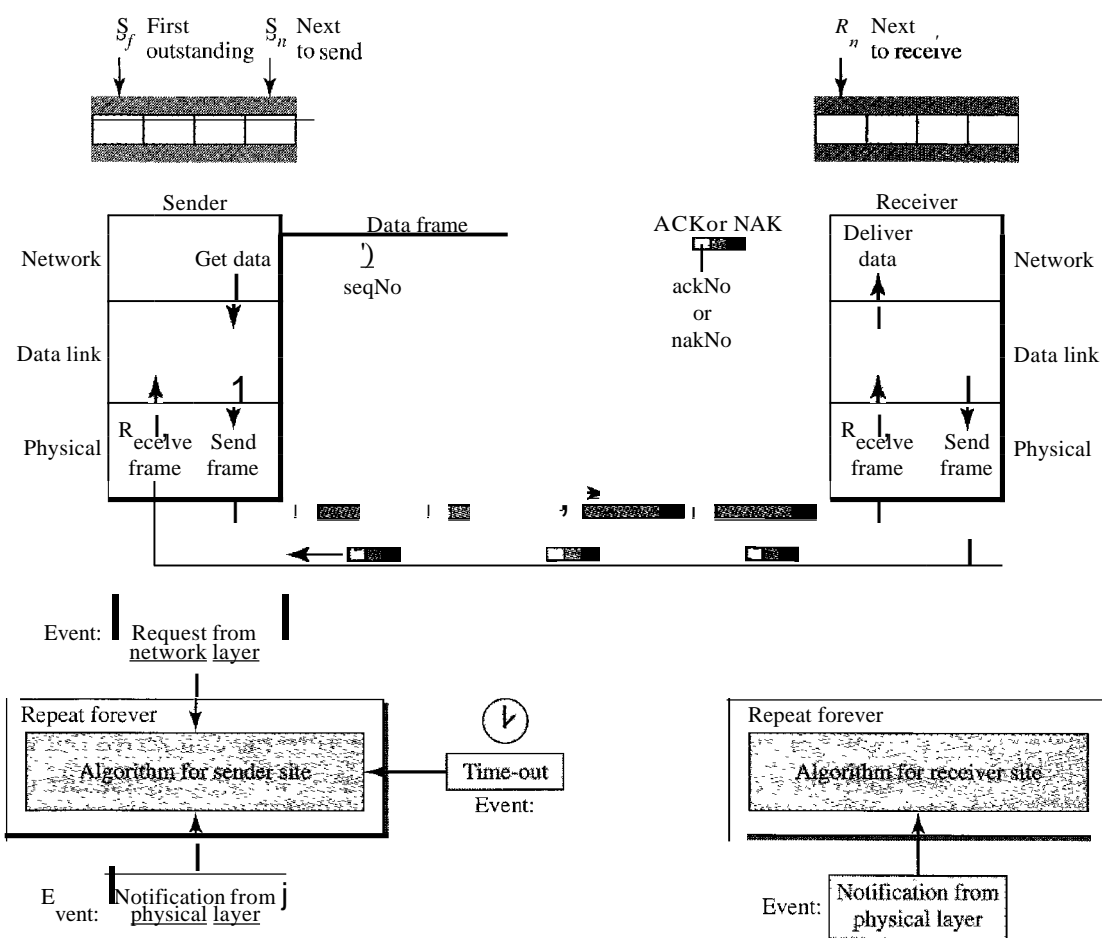 S_f First outstanding
S_n Next to send
R_n Next to receive
Sender
Receiver
Data frame
seqNo
ACK or NAK
ackNo
or
nakNo
Network
Get data
Deliver
data
Network
Data link
Data link
Physical
Receive
frame
Send
frame
Receive
frame
Send
frame
Physical
Event:
Request from
network layer
Repeat forever
Algorithm for sender site
Time-out
Event:
Repeat forever
Algorithm for receiver site
Event:
Notification from
physical layer
Event:
Notification from
physical layer